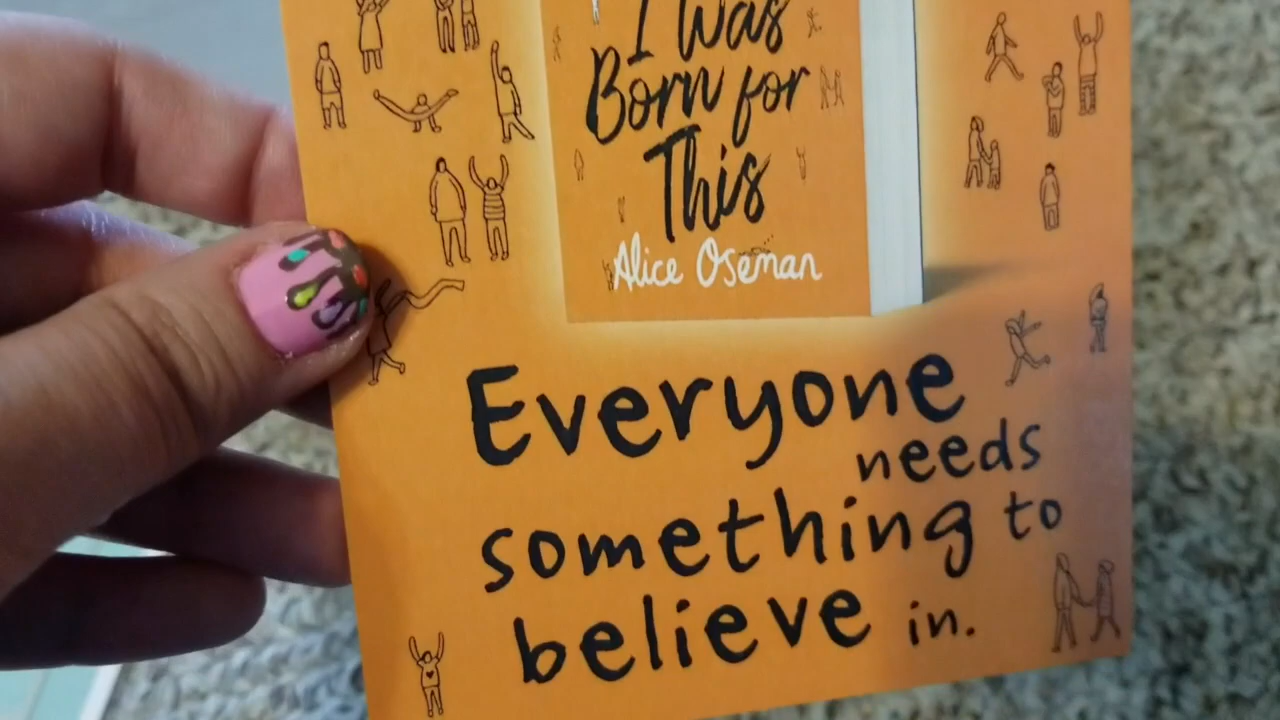 I Was
Born for
This
Alice Oseman
Everyone
needs
something to
believe in.